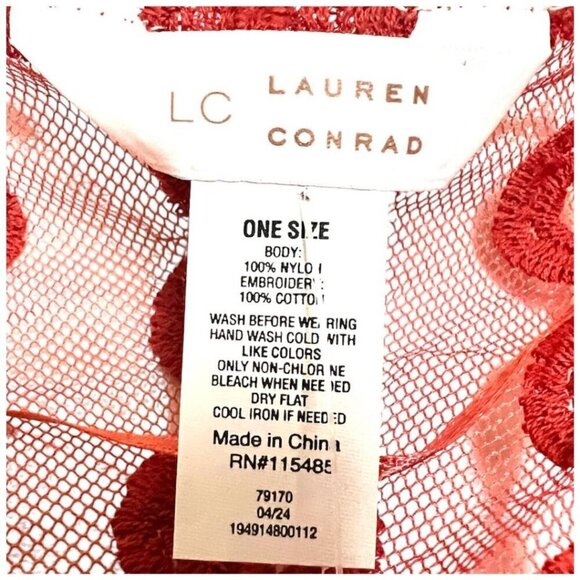 LC LAUREN
CONRAD
ONE SIZE
BODY:
100% NYLON
EMBROIDERY:
100% COTTON
WASH BEFORE WEARING
HAND WASH COLD WITH
LIKE COLORS
ONLY NON-CHLORINE
BLEACH WHEN NEEDED
DRY FLAT
COOL IRON IF NEEDED
Made in China
RN#115485
79170
04/24
194914800112